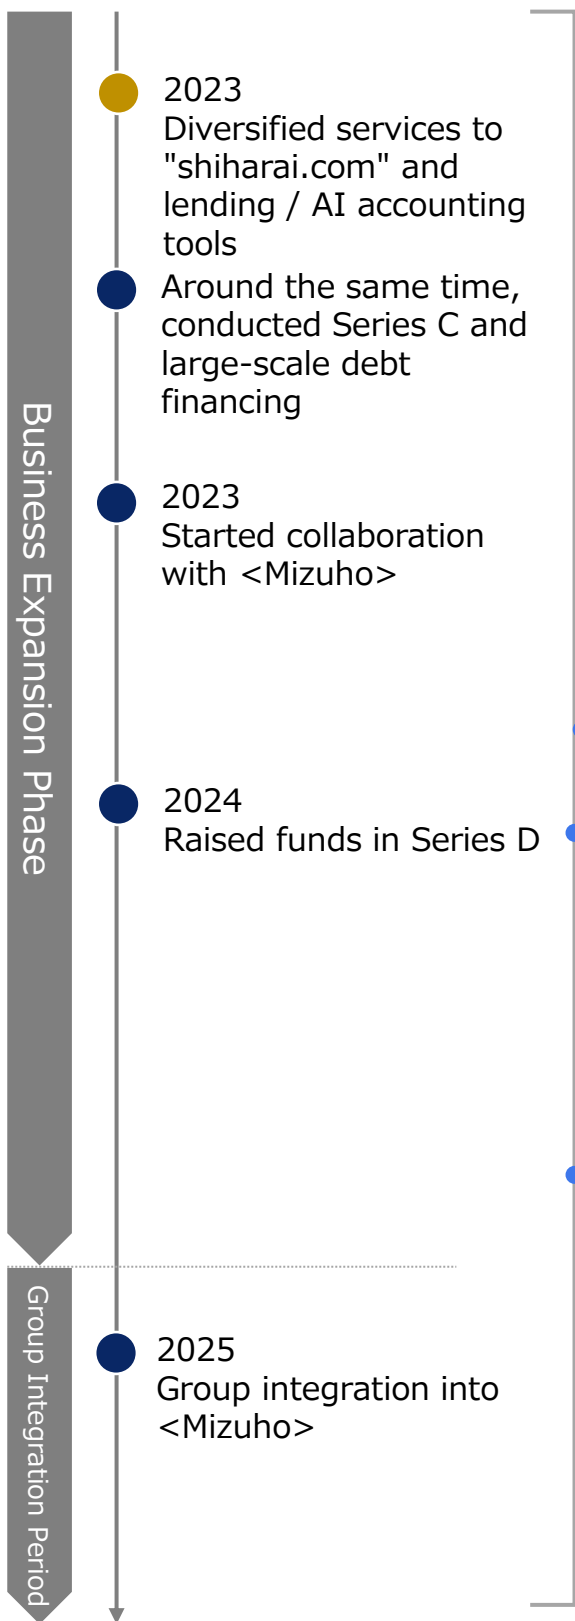 2023
Diversified services to
"shiharai.com" and
lending / AI accounting
tools
Around the same time,
conducted Series C and
large-scale debt
financing
2023
Started collaboration
with <Mizuho>
Business Expansion Phase
2024
Raised funds in Series D
Group Integration Period
2025
Group integration into
<Mizuho>